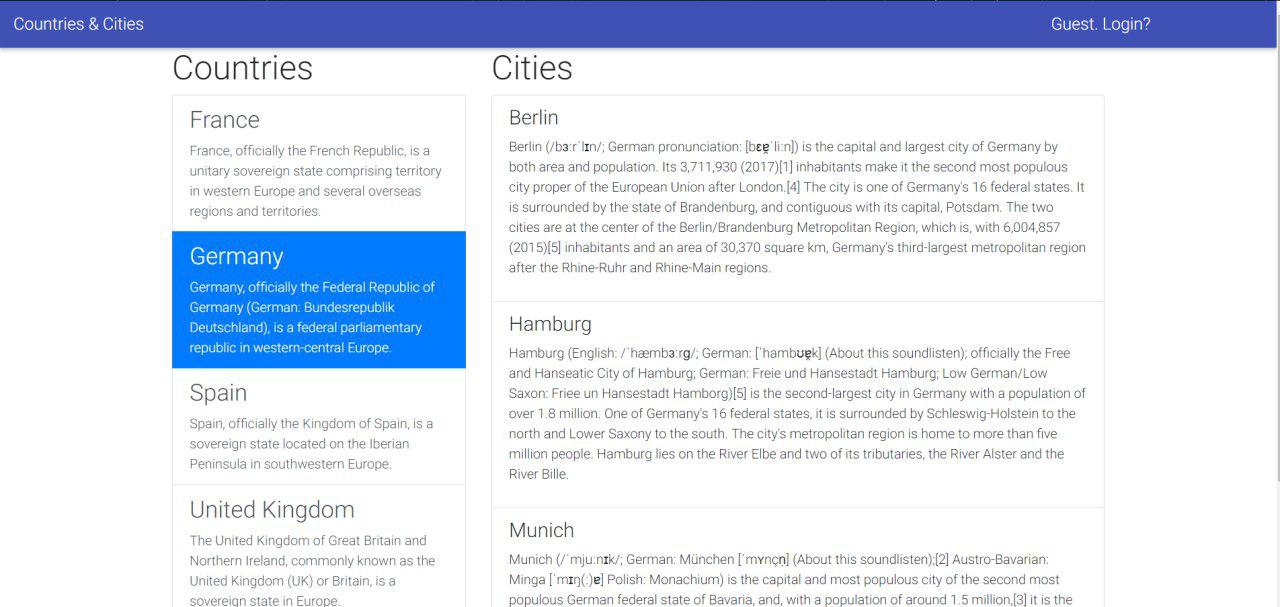 Countries & Cities
Guest. Login?
Countries
France
France, officially the French Republic, is a
unitary sovereign state comprising territory
in western Europe and several overseas
regions and territories.
Germany
Germany, officially the Federal Republic of
Germany (German: Bundesrepublik
Deutschland), is a federal parliamentary
republic in western-central Europe.
Spain
Spain, officially the Kingdom of Spain, is a
sovereign state located on the Iberian
Peninsula in southwestern Europe.
United Kingdom
The United Kingdom of Great Britain and
Northern Ireland, commonly known as the
United Kingdom (UK) or Britain, is a
sovereign state in Europe.
Cities
Berlin
Berlin (/bɜːrˈlɪn/; German pronunciation: [bɛɐ̯ˈliːn]) is the capital and largest city of Germany by
both area and population. Its 3,711,930 (2017)[1] inhabitants make it the second most populous
city proper of the European Union after London.[4] The city is one of Germany's 16 federal states. It
is surrounded by the state of Brandenburg, and contiguous with its capital, Potsdam. The two
cities are at the center of the Berlin/Brandenburg Metropolitan Region, which is, with 6,004,857
(2015)[5] inhabitants and an area of 30,370 square km, Germany's third-largest metropolitan region
after the Rhine-Ruhr and Rhine-Main regions.
Hamburg
Hamburg (English: /ˈhæmbɜːrɡ/; German: [ˈhambʊɐ̯k] (About this soundlisten); officially the Free
and Hanseatic City of Hamburg; German: Freie und Hansestadt Hamburg; Low German/Low
Saxon: Friee un Hansestadt Hamborg)[5] is the second-largest city in Germany with a population of
over 1.8 million. One of Germany's 16 federal states, it is surrounded by Schleswig-Holstein to the
north and Lower Saxony to the south. The city's metropolitan region is home to more than five
million people. Hamburg lies on the River Elbe and two of its tributaries, the River Alster and the
River Bille.
Munich
Munich (/ˈmjuːnɪk/; German: München [ˈmʏnçn̩] (About this soundlisten);[2] Austro-Bavarian:
Minga [ˈmɪŋ(ː)ɐ] Polish: Monachium) is the capital and most populous city of the second most
populous German federal state of Bavaria, and, with a population of around 1.5 million,[3] it is the